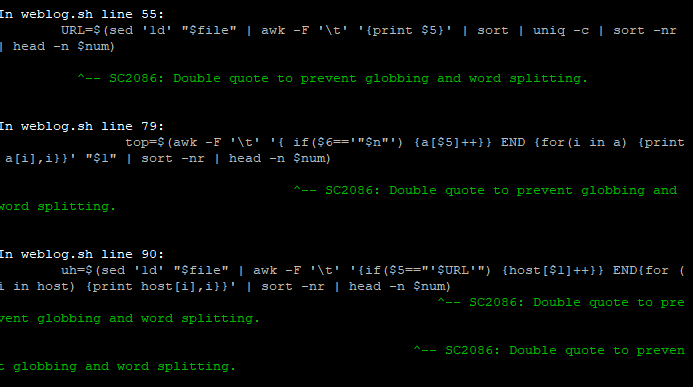 In weblog.sh line 55:
URL=$(sed '1d' "$file" | awk -F '\t' '{print $5}' | sort | uniq -c | sort -nr
| head -n $num)
^-- SC2086: Double quote to prevent globbing and word splitting.
In weblog.sh line 79:
top=$(awk -F '\t' '{ if($6=='"$n"') {a[$5]++}} END {for(i in a) {print
a[i],i}}' "$1" | sort -nr | head -n $num)
^-- SC2086: Double quote to prevent globbing and
word splitting.
In weblog.sh line 90:
uh=$(sed '1d' "$file" | awk -F '\t' '{if($5=="'$URL'") {host[$1]++}} END{for (
i in host) {print host[i],i}}' | sort -nr | head -n $num)
^-- SC2086: Double quote to pre
vent globbing and word splitting.
^-- SC2086: Double quote to preven
t globbing and word splitting.